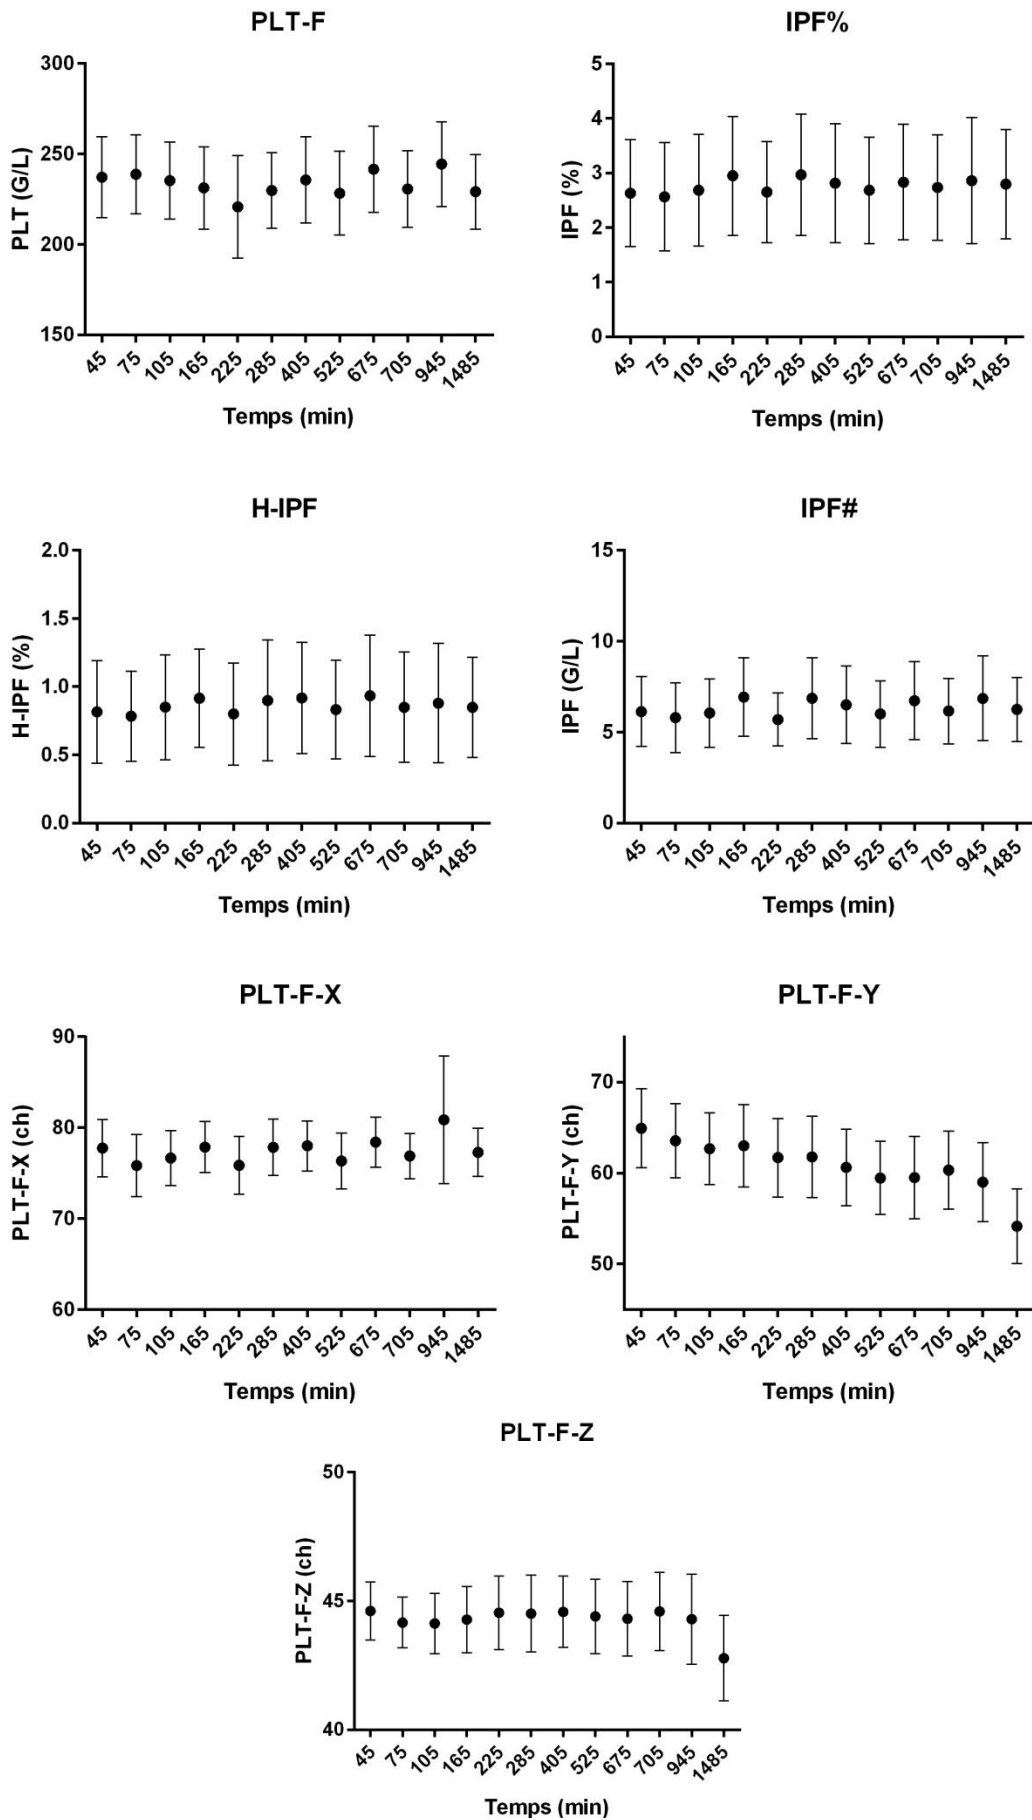 PLT-F
PLT (G/L)
300
250
200
150
45 75 105 165 225 285 405 525 675 705 945 1485
Temps (min)
IPF%
IPF (%)
5
4
3
2
1
0
45 75 105 165 225 285 405 525 675 705 945 1485
Temps (min)
H-IPF
H-IPF (%)
2.0
1.5
1.0
0.5
0.0
45 75 105 165 225 285 405 525 675 705 945 1485
Temps (min)
IPF#
IPF (G/L)
15
10
5
0
45 75 105 165 225 285 405 525 675 705 945 1485
Temps (min)
PLT-F-X
PLT-F-X (ch)
90
80
70
60
45 75 105 165 225 285 405 525 675 705 945 1485
Temps (min)
PLT-F-Y
PLT-F-Y (ch)
70
60
50
45 75 105 165 225 285 405 525 675 705 945 1485
Temps (min)
PLT-F-Z
PLT-F-Z (ch)
50
45
40
45 75 105 165 225 285 405 525 675 705 945 1485
Temps (min)